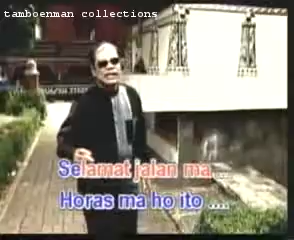 tamboenman collections
Selamat jalan ma ...
Horas ma ho ito ....